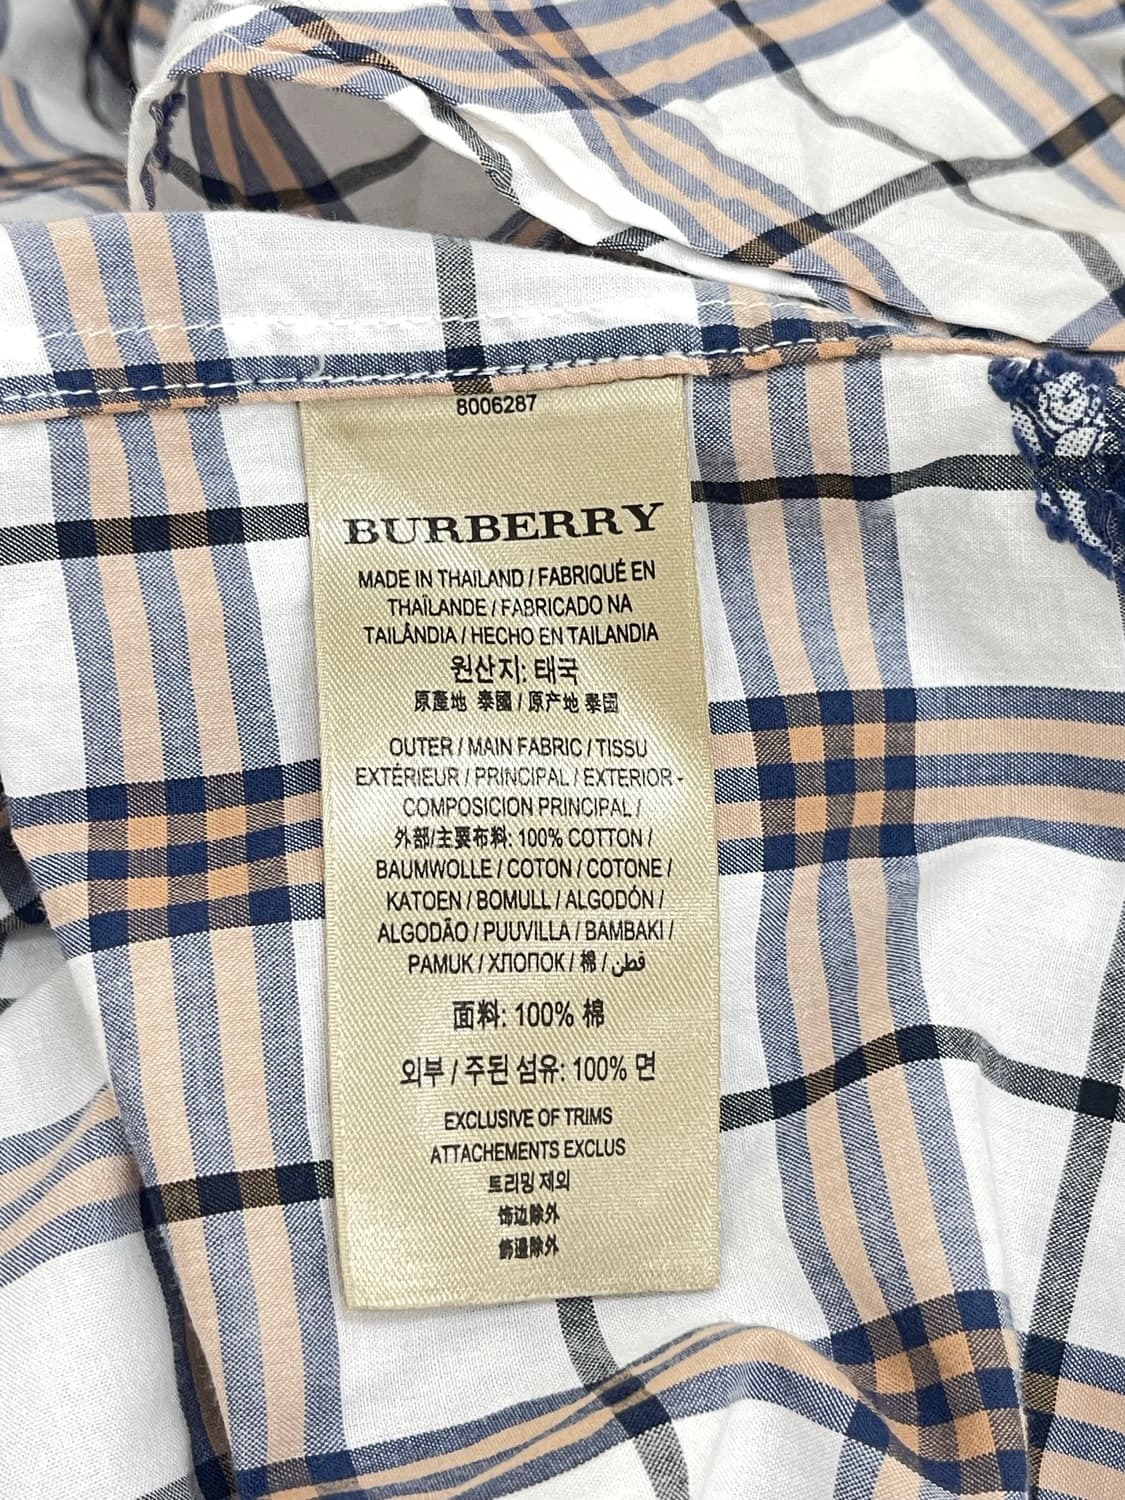 8006287
BURBERRY
MADE IN THAILAND / FABRIQUÉ EN
THAÏLANDE / FABRICADO NA
TAILÂNDIA / HECHO EN TAILANDIA
원산지: 태국
原產地 泰國 / 原产地 泰国
OUTER / MAIN FABRIC / TISSU
EXTÉRIEUR / PRINCIPAL / EXTERIOR -
COMPOSICION PRINCIPAL /
外部/主要布料: 100% COTTON /
BAUMWOLLE / COTON / COTONE /
KATOEN / BOMULL / ALGODÓN /
ALGODÃO / PUUVILLA / BAMBAKI /
PAMUK / ХЛОПОК / 棉 / قطن
面料: 100% 棉
외부 / 주된 섬유: 100% 면
EXCLUSIVE OF TRIMS
ATTACHEMENTS EXCLUS
트리밍 제외
饰边除外
飾邊除外